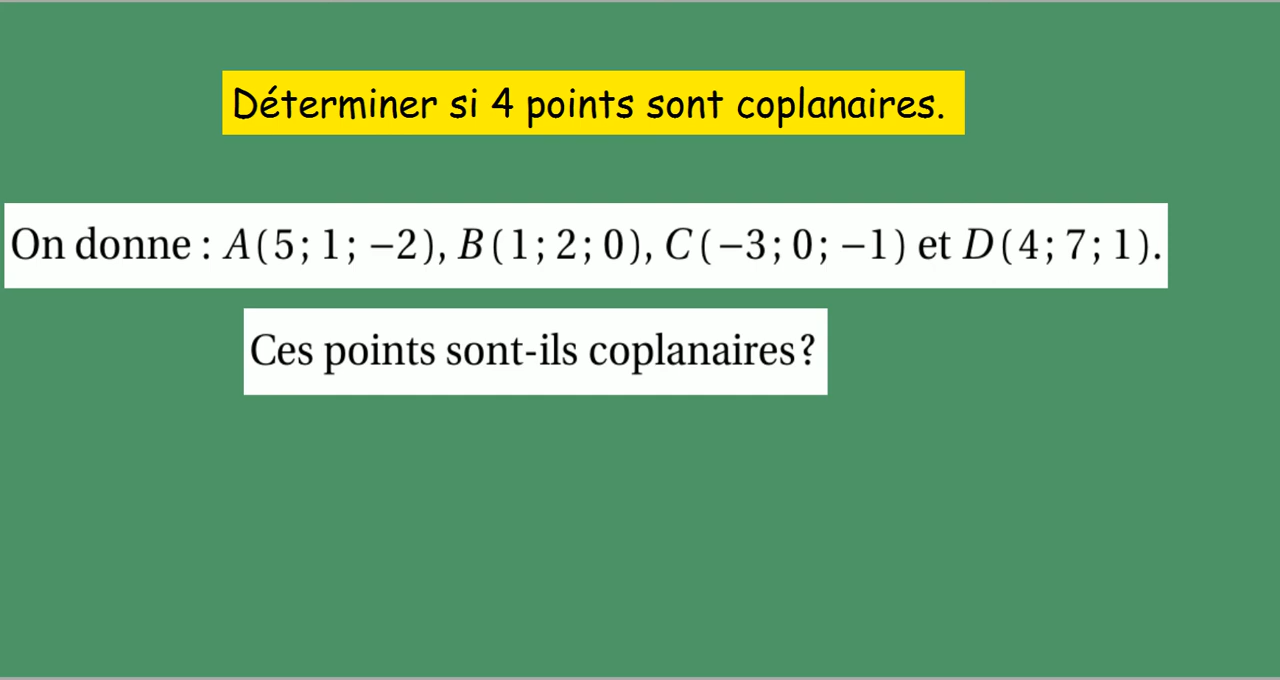 Déterminer si 4 points sont coplanaires.
On donne : A(5; 1; −2), B(1; 2; 0), C(−3; 0; −1) et D(4; 7; 1).
Ces points sont-ils coplanaires ?